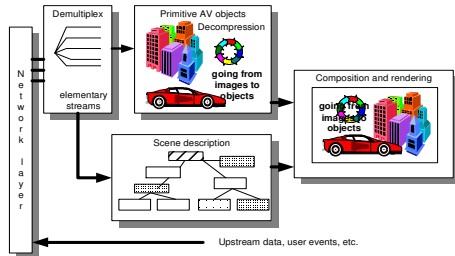 Demultiplex
elementary
streams
Primitive AV objects
Decompression
going from
images to
objects
Composition and rendering
going from
images to
objects
Scene description
Network layer
Upstream data, user events, etc.